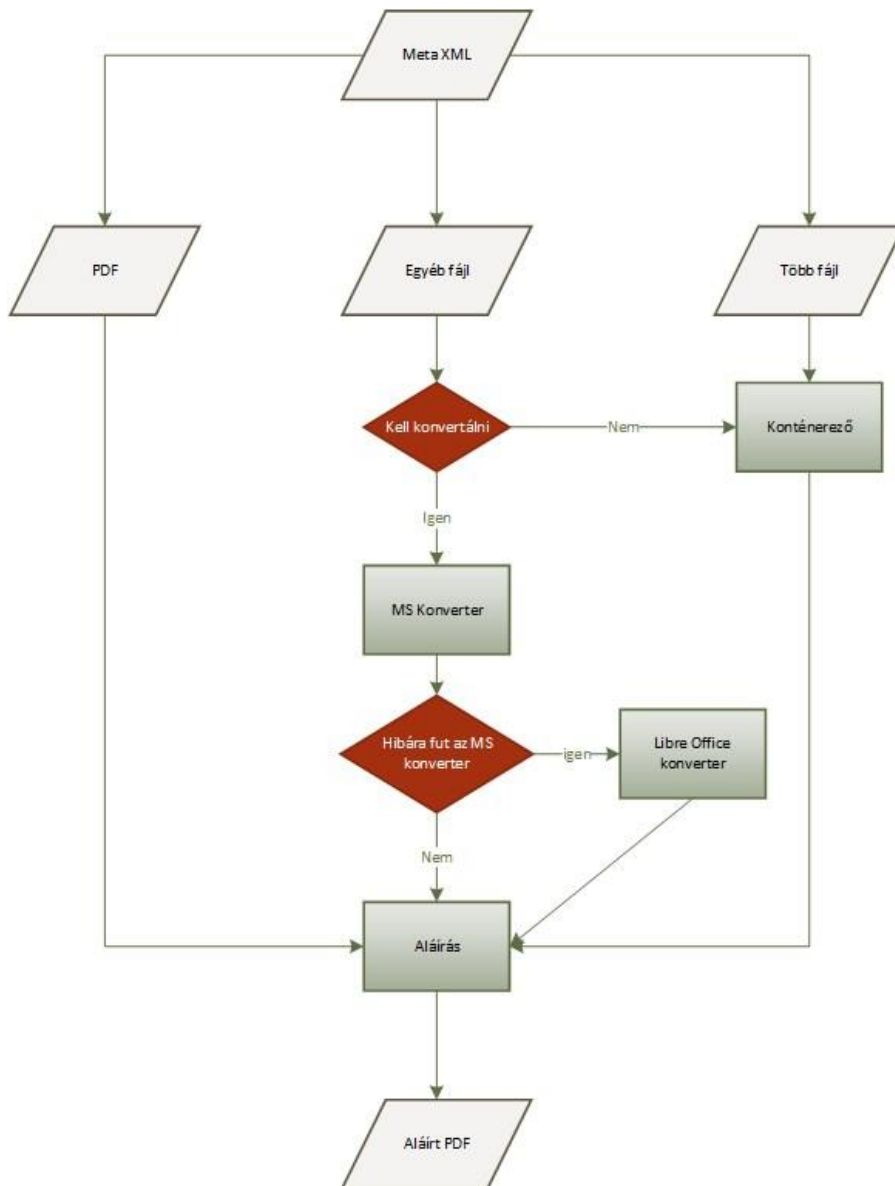 Meta XML
PDF
Egyéb fájl
Több fájl
Kell konvertálni
Nem
Konténerező
Igen
MS Konverter
Hibára fut az MS
konverter
igen
Libre Office
konverter
Nem
Aláírás
Aláírt PDF